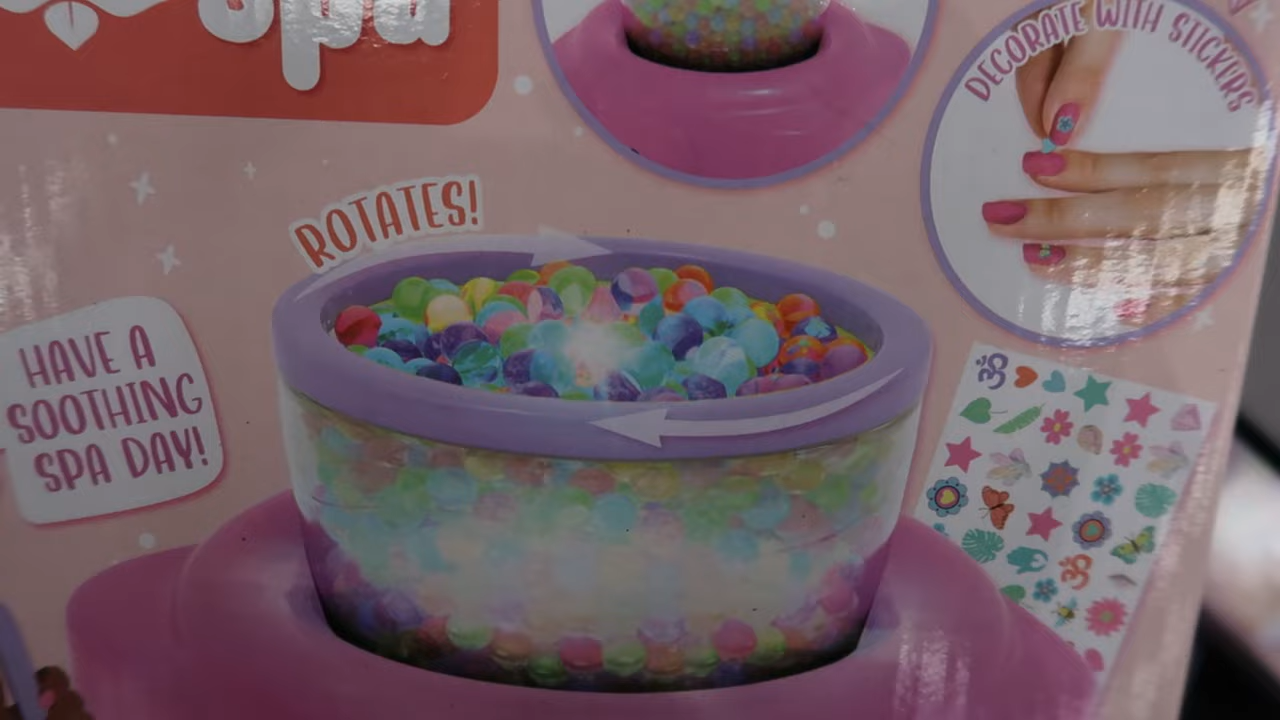 spa
DECORATE WITH STICKERS
ROTATES!
HAVE A
SOOTHING
SPA DAY!
ॐ
ॐ